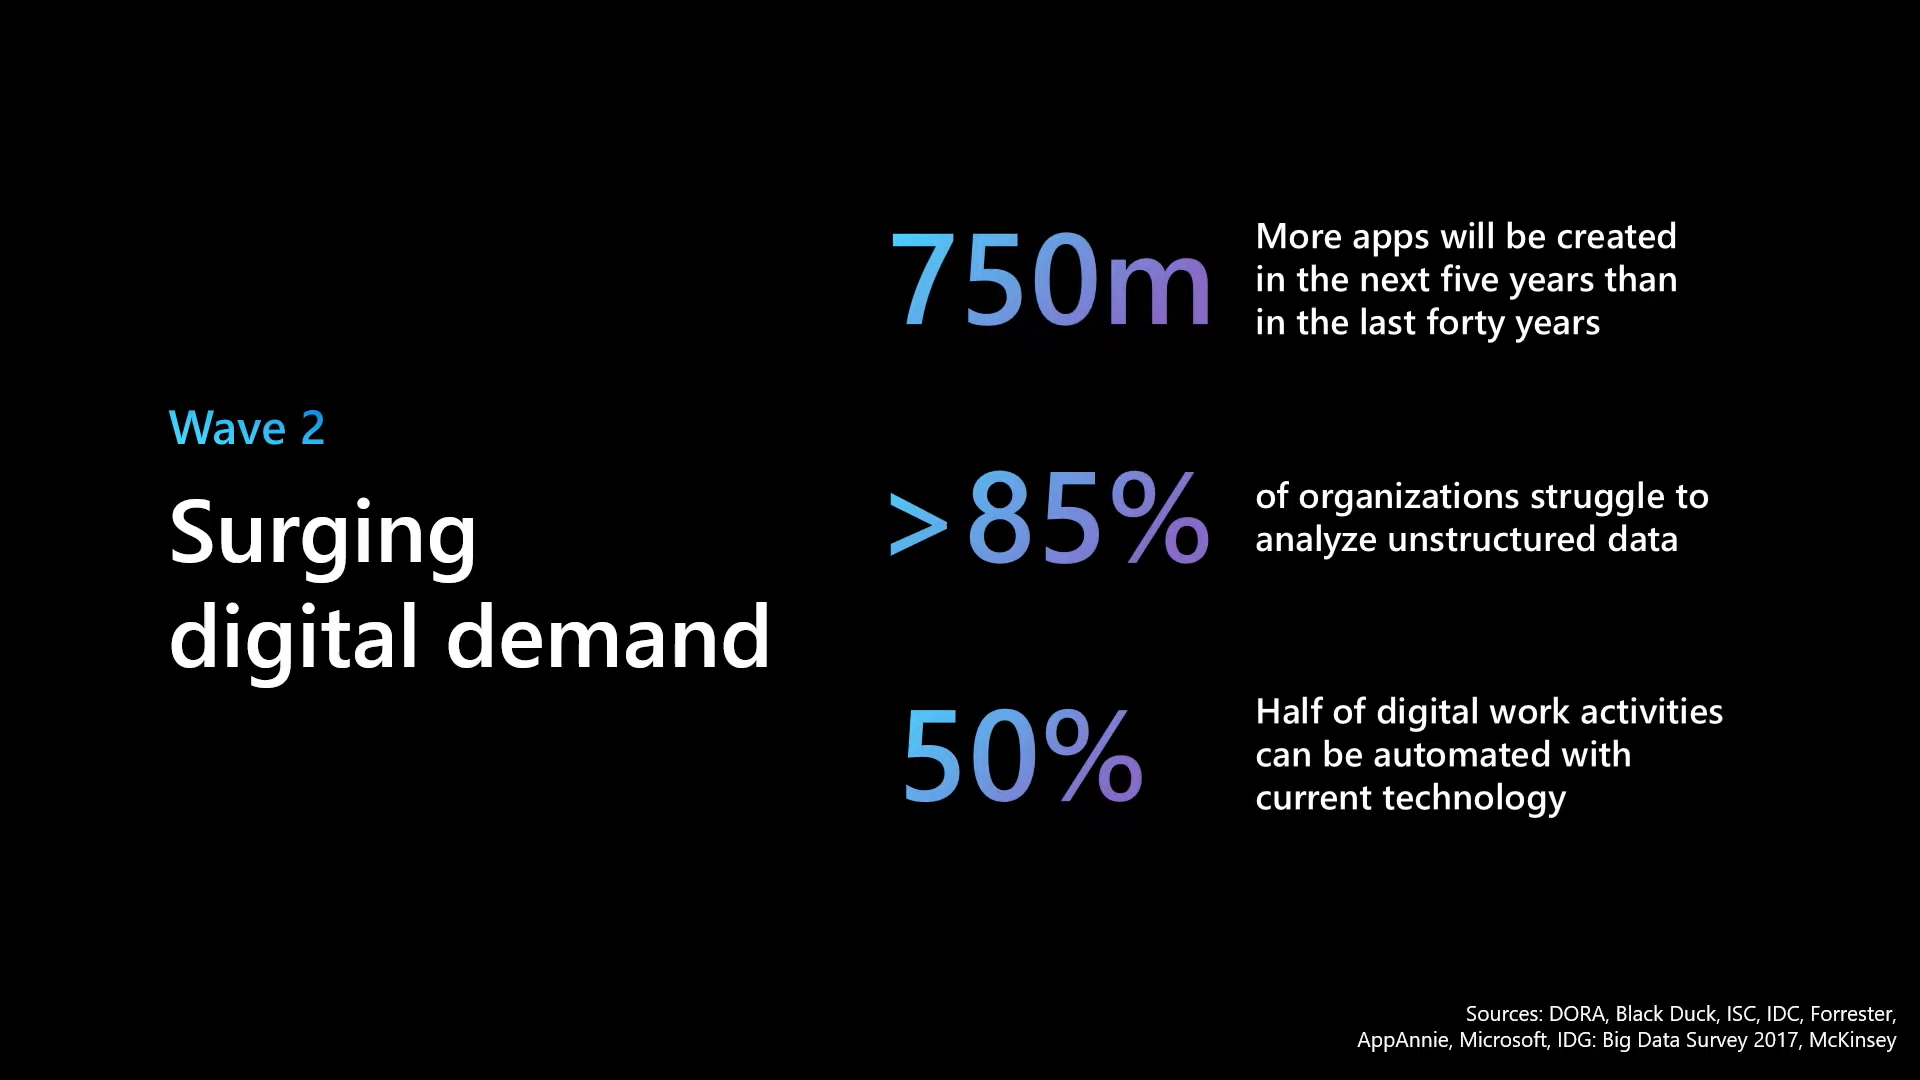 Wave 2
Surging
digital demand
750m
More apps will be created
in the next five years than
in the last forty years
>85%
of organizations struggle to
analyze unstructured data
50%
Half of digital work activities
can be automated with
current technology
Sources: DORA, Black Duck, ISC, IDC, Forrester,
AppAnnie, Microsoft, IDG: Big Data Survey 2017, McKinsey